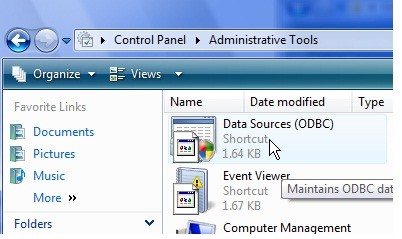 Control Panel ▸ Administrative Tools
Organize Views
Favorite Links
Documents
Pictures
Music
More »
Folders
Name Date modified Type
Data Sources (ODBC)
Shortcut
1.64 KB
Event Viewer
Shortcut
1.67 KB
Maintains ODBC dat
Computer Management